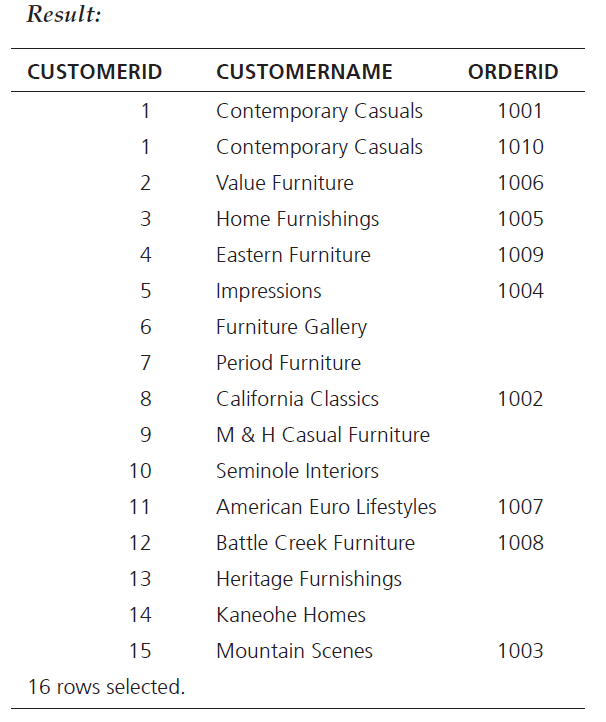 Result:
CUSTOMERID CUSTOMERNAME ORDERID
1 Contemporary Casuals 1001
1 Contemporary Casuals 1010
2 Value Furniture 1006
3 Home Furnishings 1005
4 Eastern Furniture 1009
5 Impressions 1004
6 Furniture Gallery
7 Period Furniture
8 California Classics 1002
9 M & H Casual Furniture
10 Seminole Interiors
11 American Euro Lifestyles 1007
12 Battle Creek Furniture 1008
13 Heritage Furnishings
14 Kaneohe Homes
15 Mountain Scenes 1003
16 rows selected.